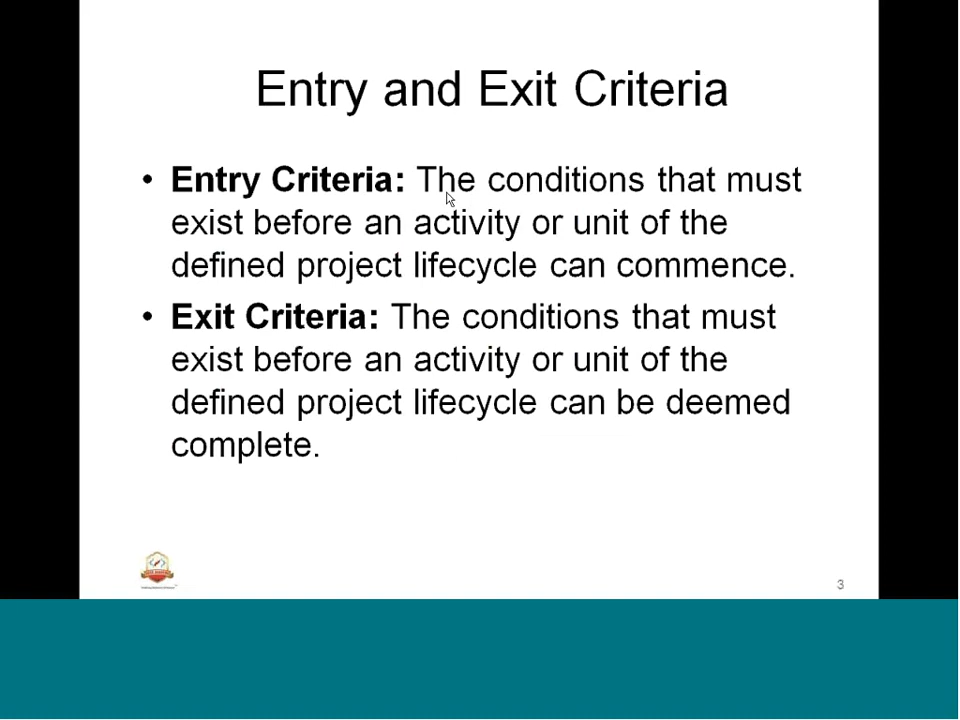 Entry and Exit Criteria
• Entry Criteria: The conditions that must
exist before an activity or unit of the
defined project lifecycle can commence.
• Exit Criteria: The conditions that must
exist before an activity or unit of the
defined project lifecycle can be deemed
complete.
3